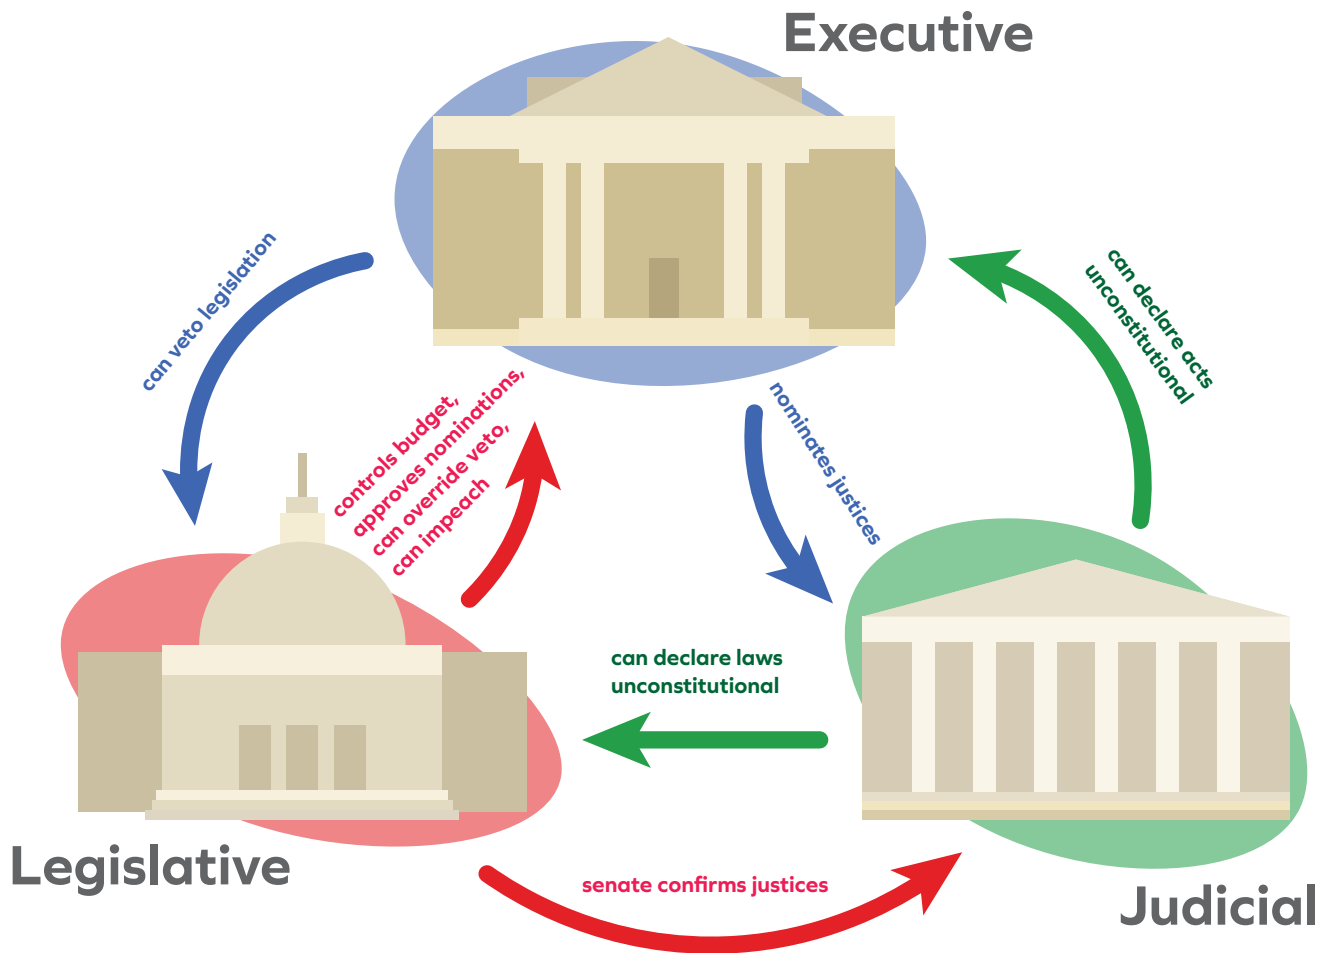 Executive
can veto legislation
controls budget,
approves nominations,
can override veto,
can impeach
nominates justices
can declare acts
unconstitutional
can declare laws
unconstitutional
Legislative
senate confirms justices
Judicial